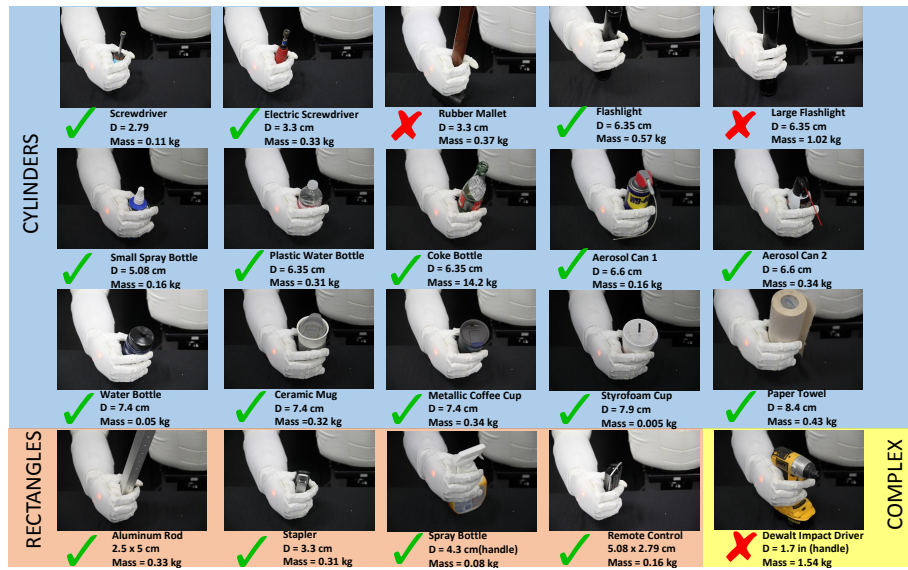 CYLINDERS
Screwdriver
D = 2.79
Mass = 0.11 kg
Electric Screwdriver
D = 3.3 cm
Mass = 0.33 kg
Rubber Mallet
D = 3.3 cm
Mass = 0.37 kg
Flashlight
D = 6.35 cm
Mass = 0.57 kg
Large Flashlight
D = 6.35 cm
Mass = 1.02 kg
Small Spray Bottle
D = 5.08 cm
Mass = 0.16 kg
Plastic Water Bottle
D = 6.35 cm
Mass = 0.31 kg
Coke Bottle
D = 6.35 cm
Mass = 14.2 kg
Aerosol Can 1
D = 6.6 cm
Mass = 0.16 kg
Aerosol Can 2
D = 6.6 cm
Mass = 0.34 kg
Water Bottle
D = 7.4 cm
Mass = 0.05 kg
Ceramic Mug
D = 7.4 cm
Mass =0.32 kg
Metallic Coffee Cup
D = 7.4 cm
Mass = 0.34 kg
Styrofoam Cup
D = 7.9 cm
Mass = 0.005 kg
Paper Towel
D = 8.4 cm
Mass = 0.43 kg
RECTANGLES
Aluminum Rod
2.5 x 5 cm
Mass = 0.33 kg
Stapler
D = 3.3 cm
Mass = 0.31 kg
Spray Bottle
D = 4.3 cm(handle)
Mass = 0.08 kg
Remote Control
5.08 x 2.79 cm
Mass = 0.16 kg
COMPLEX
Dewalt Impact Driver
D = 1.7 in (handle)
Mass = 1.54 kg